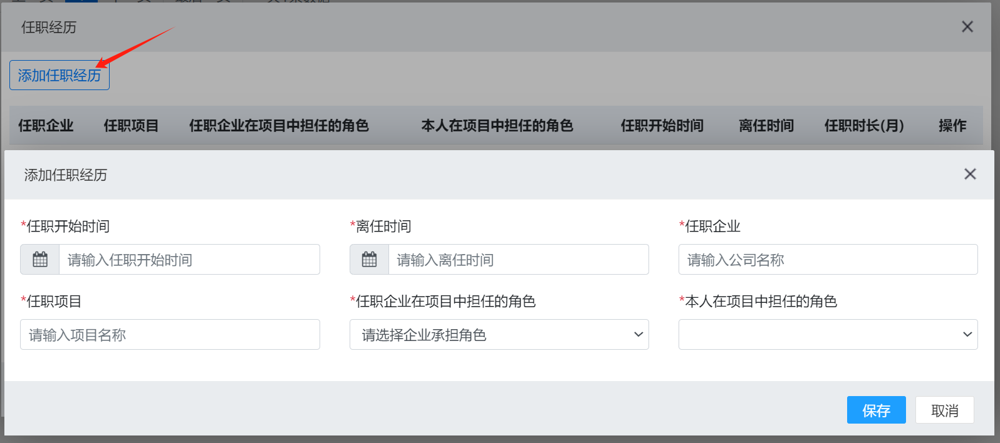 任职经历
添加任职经历
任职企业 任职项目 任职企业在项目中担任的角色 本人在项目中担任的角色 任职开始时间 离任时间 任职时长(月) 操作
添加任职经历
*任职开始时间 *离任时间 *任职企业
请输入任职开始时间 请输入离任时间 请输入公司名称
*任职项目 *任职企业在项目中担任的角色 *本人在项目中担任的角色
请输入项目名称 请选择企业承担角色
保存 取消